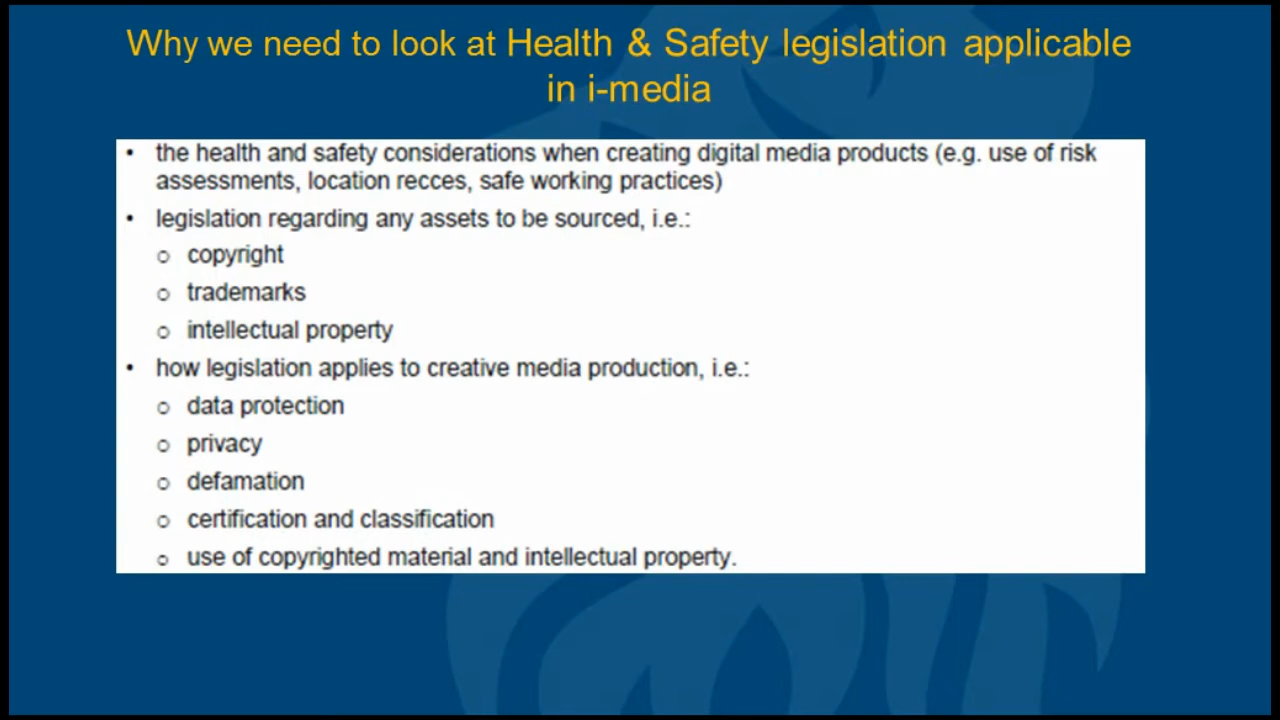 Why we need to look at Health & Safety legislation applicable
in i-media
• the health and safety considerations when creating digital media products (e.g. use of risk
assessments, location recces, safe working practices)
• legislation regarding any assets to be sourced, i.e.:
o copyright
o trademarks
o intellectual property
• how legislation applies to creative media production, i.e.:
o data protection
o privacy
o defamation
o certification and classification
o use of copyrighted material and intellectual property.